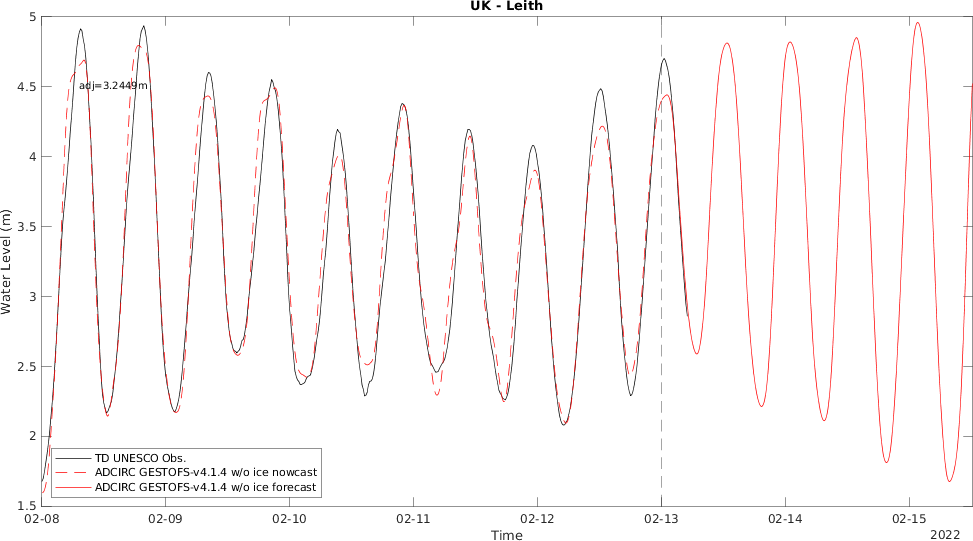 UK - Leith
5
4.5
4
3.5
3
2.5
2
1.5
Water Level (m)
adj=3.2449m
TD UNESCO Obs.
ADCIRC GESTOFS-v4.1.4 w/o ice nowcast
ADCIRC GESTOFS-v4.1.4 w/o ice forecast
02-08 02-09 02-10 02-11 02-12 02-13 02-14 02-15
Time
2022